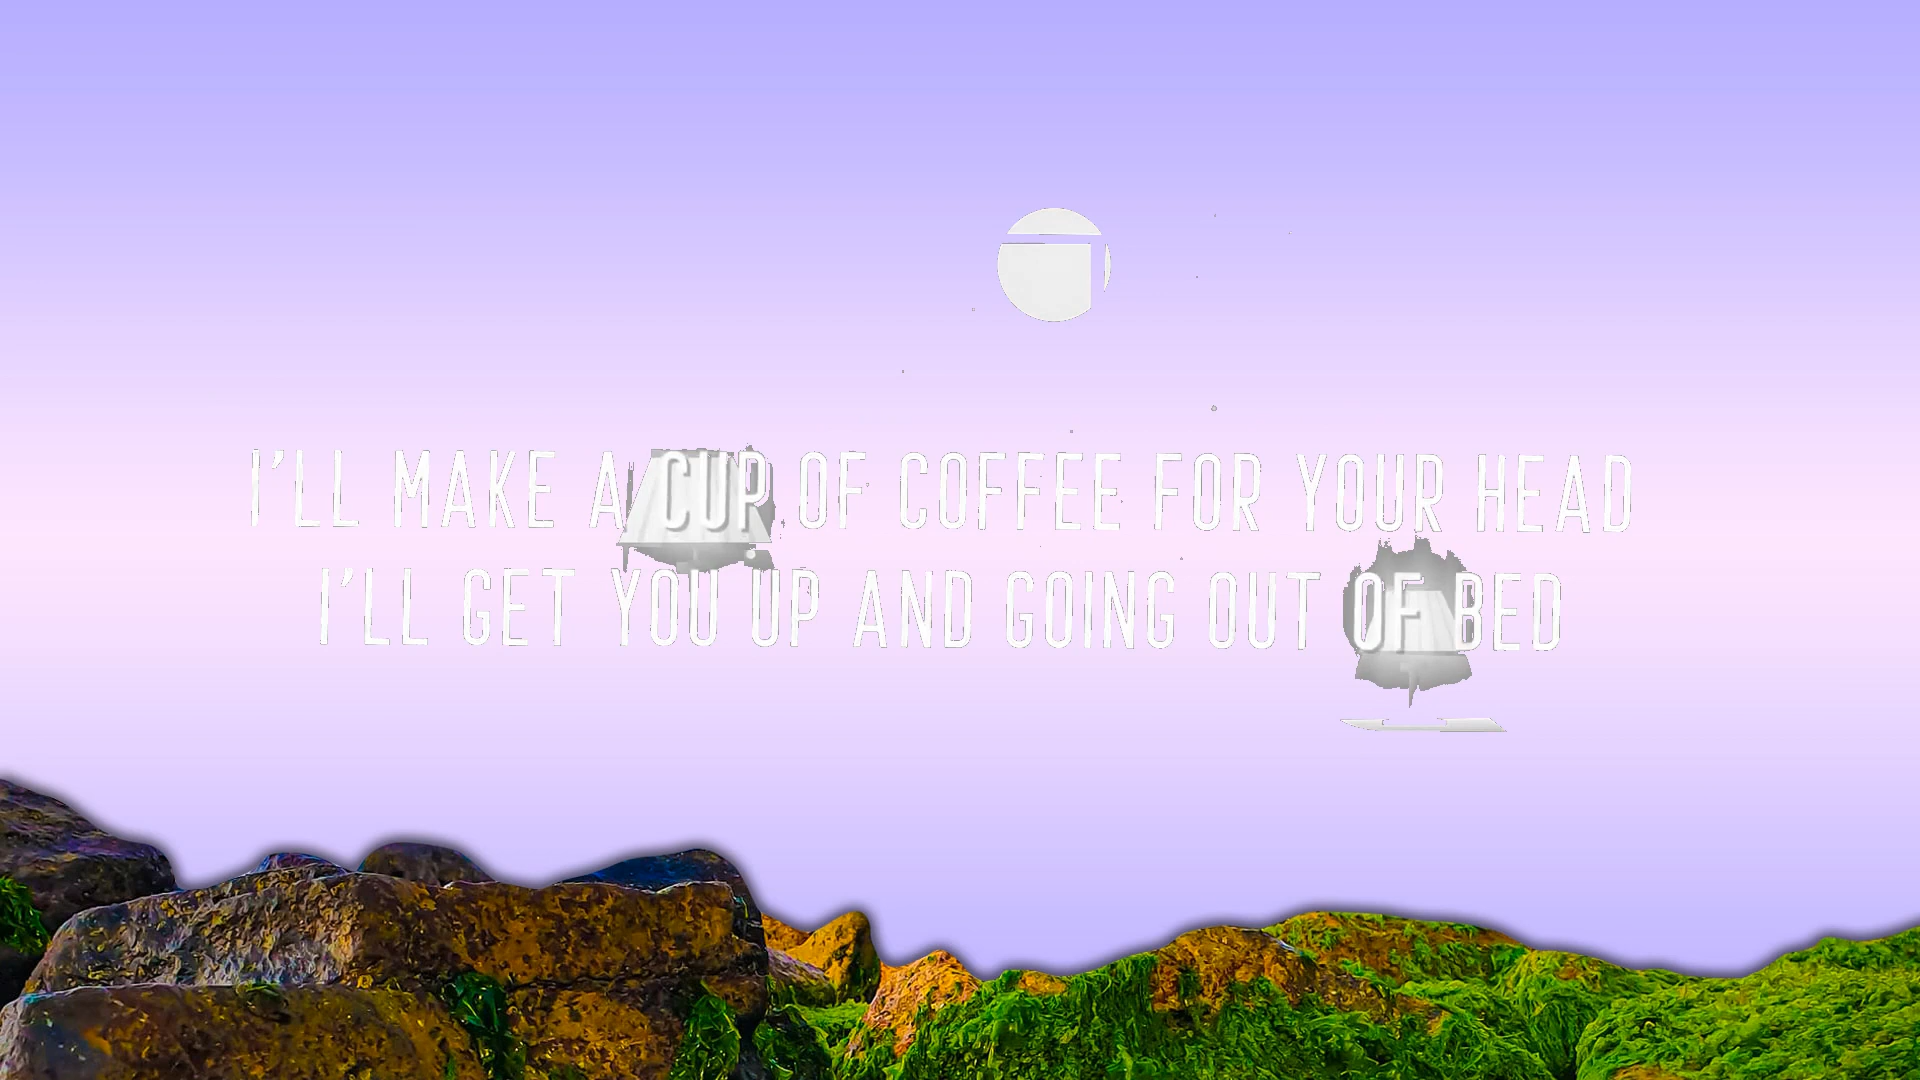 I'LL MAKE A CUP OF COFFEE FOR YOUR HEAD
I'LL GET YOU UP AND GOING OUT OF BED